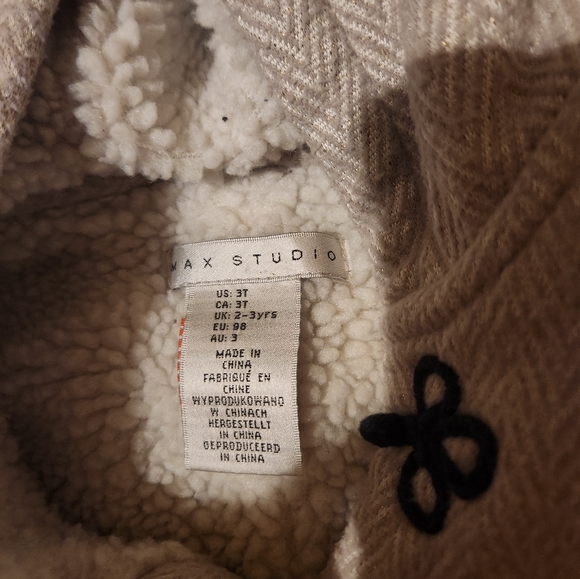 MAX STUDIO
US: 3T
CA: 3T
UK: 2-3yrs
EU: 98
AU: 3
MADE IN
CHINA
FABRIQUÉ EN
CHINE
WYPRODUKOWANO
W CHINACH
HERGESTELLT
IN CHINA
GEPRODUCEERD
IN CHINA